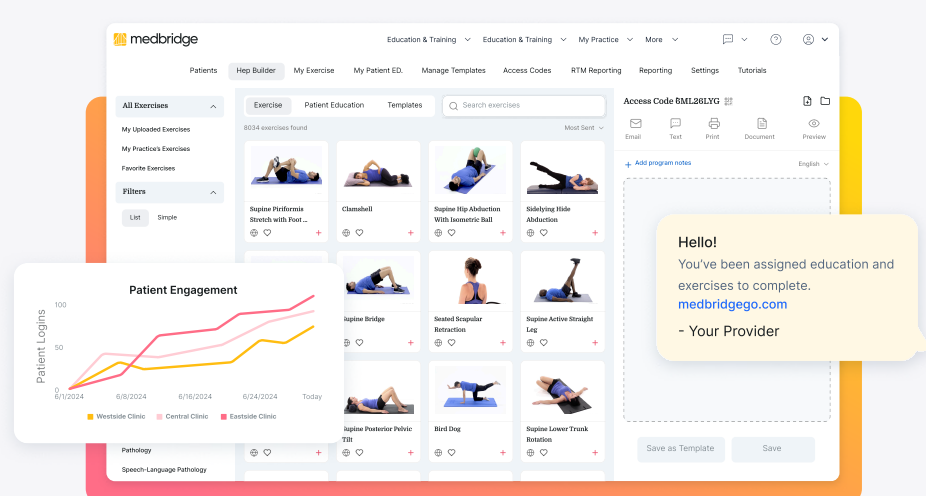 medbridge
Education & Training
Education & Training
My Practice
More
Patients
Hep Builder
My Exercise
My Patient ED.
Manage Templates
Access Codes
RTM Reporting
Reporting
Settings
Tutorials
All Exercises
My Uploaded Exercises
My Practice's Exercises
Favorite Exercises
Filters
List
Simple
Pathology
Speech-Language Pathology
Exercise
Patient Education
Templates
Search exercises
8034 exercises found
Most Sent
Supine Piriformis
Stretch with Foot ...
Clamshell
Supine Hip Abduction
With Isometric Ball
Sidelying Hide
Abduction
Supine Bridge
Seated Scapular
Retraction
Supine Active Straight
Leg
Supine Posterior Pelvic
Tilt
Bird Dog
Supine Lower Trunk
Rotation
Access Code 6ML26LYG
Email
Text
Print
Document
Preview
+ Add program notes
English
Save as Template
Save
Hello!
You've been assigned education and
exercises to complete.
medbridgego.com
- Your Provider
Patient Engagement
Patient Logins
100
50
0
6/1/2024
6/8/2024
6/16/2024
6/24/2024
Today
Westside Clinic
Central Clinic
Eastside Clinic